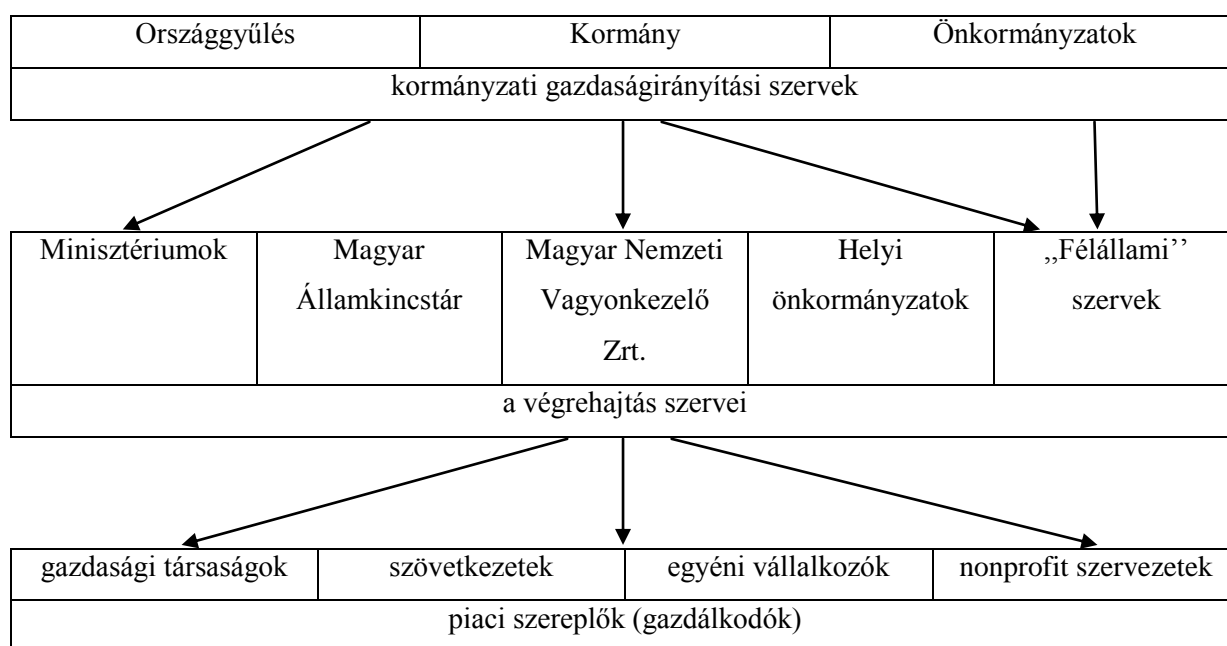 Országgyűlés Kormány Önkormányzatok
kormányzati gazdaságirányítási szervek
Minisztériumok Magyar Magyar Nemzeti Helyi „Félállami’’
Államkincstár Vagyonkezelő önkormányzatok szervek
Zrt.
a végrehajtás szervei
gazdasági társaságok szövetkezetek egyéni vállalkozók nonprofit szervezetek
piaci szereplők (gazdálkodók)